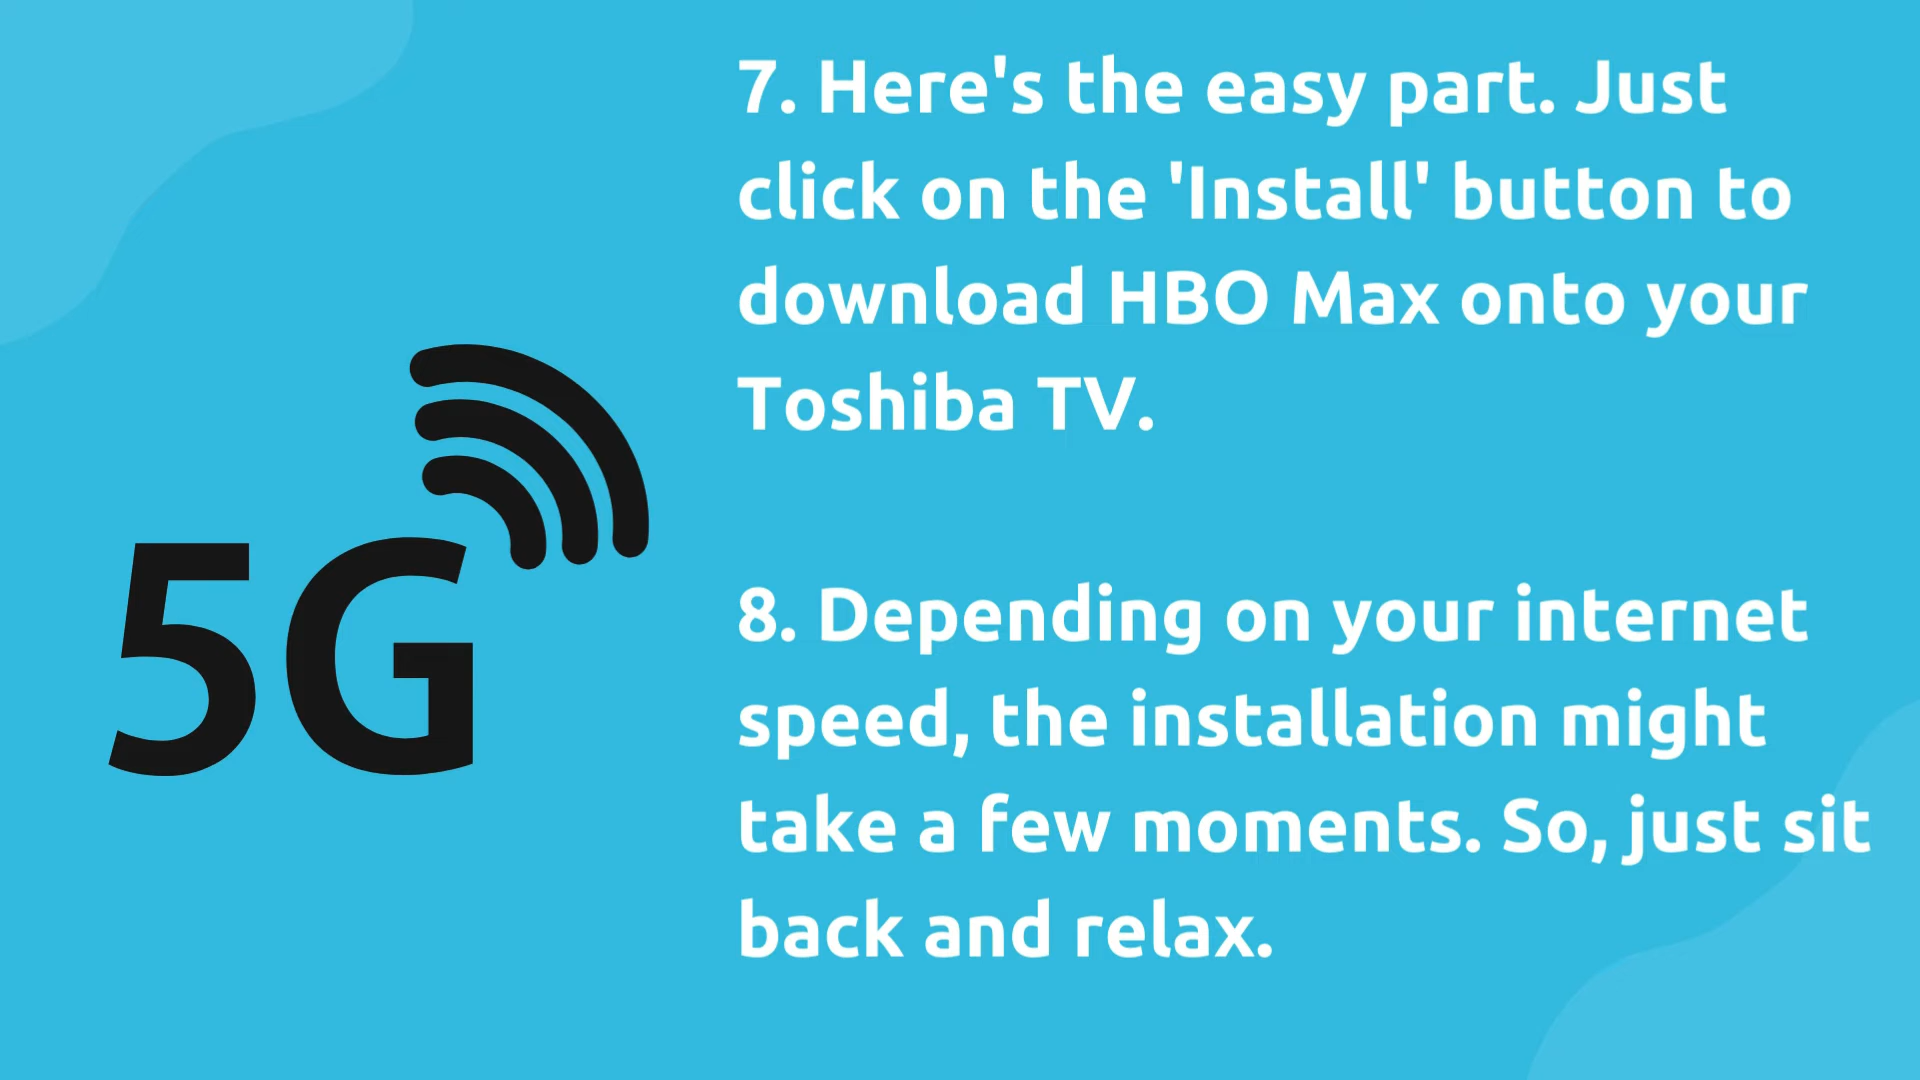 7. Here's the easy part. Just
click on the 'Install' button to
download HBO Max onto your
Toshiba TV.
8. Depending on your internet
speed, the installation might
take a few moments. So, just sit
back and relax.
5G